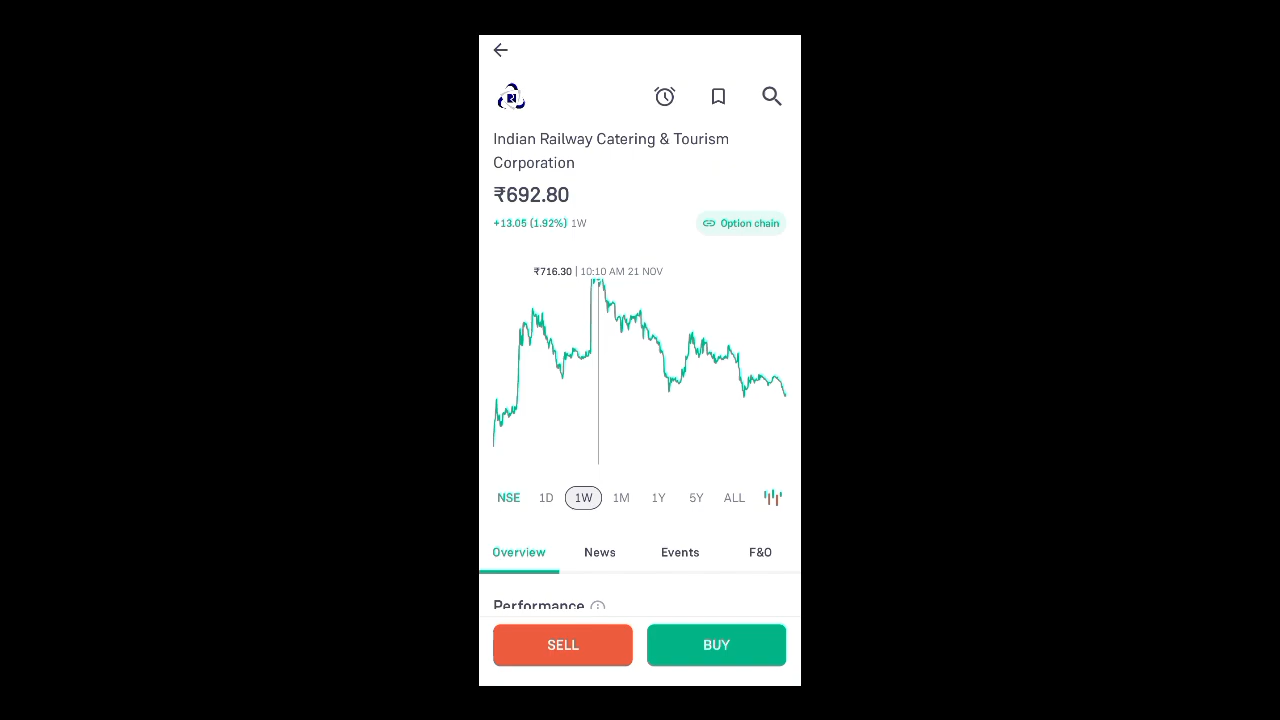 Indian Railway Catering & Tourism
Corporation
₹692.80
+13.05 (1.92%) 1W
Option chain
₹716.30 | 10:10 AM 21 NOV
NSE 1D 1W 1M 1Y 5Y ALL
Overview News Events F&O
Performance
SELL BUY